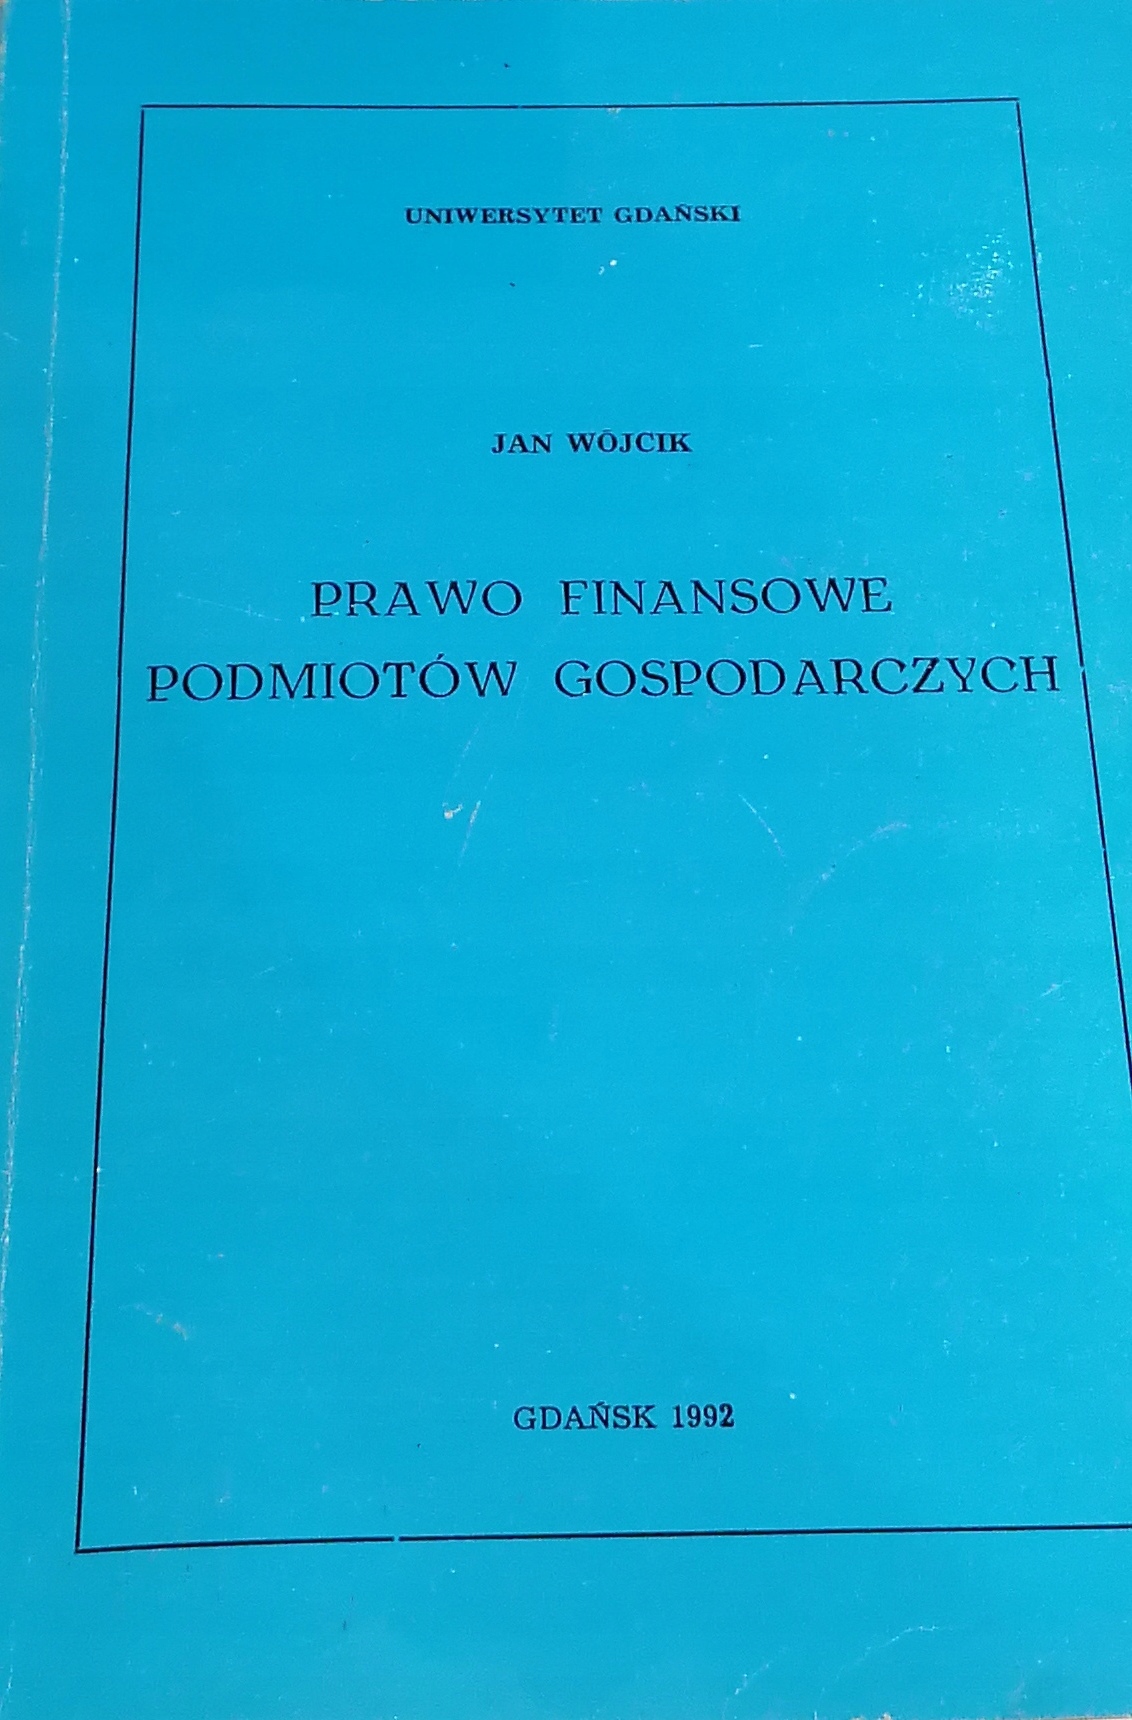 UNIWERSYTET GDAŃSKI
JAN WÓJCIK
PRAWO FINANSOWE
PODMIOTÓW GOSPODARCZYCH
GDAŃSK 1992